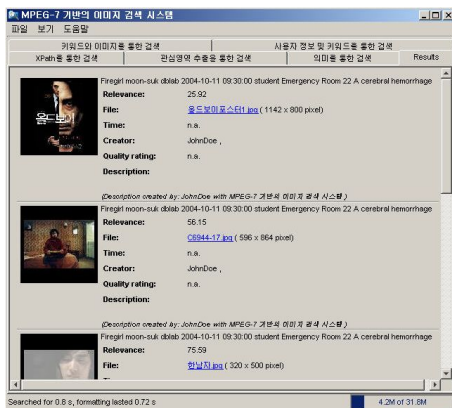 MPEG-7 기반의 이미지 검색 시스템
파일 보기 도움말
키워드와 이미지를 통한 검색 사용자 정보 및 키워드를 통한 검색
XPath를 통한 검색 관심영역 추출을 통한 검색 의미를 통한 검색 Results
Firegirl moon-suk dblab 2004-10-11 09:30:00 student Emergency Room 22 A cerebral hemorrhage
올드보이
Relevance: 25.92
File: 올드보이포스터1.jpg ( 1142 x 800 pixel)
Time: n.a.
Creator: JohnDoe ,
Quality rating: n.a.
Description:
(Description created by: JohnDoe with MPEG-7 기반의 이미지 검색 시스템 )
Firegirl moon-suk dblab 2004-10-11 09:30:00 student Emergency Room 22 A cerebral hemorrhage
Relevance: 56.15
File: C6944-17.jpg ( 596 x 864 pixel)
Time: n.a.
Creator: JohnDoe ,
Quality rating: n.a.
Description:
(Description created by: JohnDoe with MPEG-7 기반의 이미지 검색 시스템 )
Firegirl moon-suk dblab 2004-10-11 09:30:00 student Emergency Room 22 A cerebral hemorrhage
Relevance: 75.59
File: 한남자.jpg ( 320 x 500 pixel)
Searched for 0.8 s, formatting lasted 0.72 s 4.2M of 31.8M